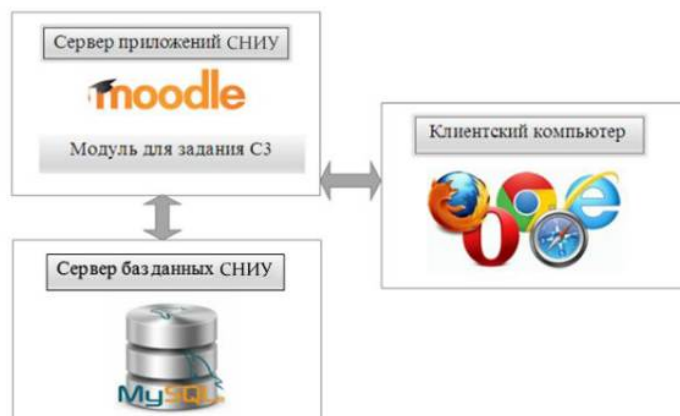 Сервер приложений СНИУ
moodle
Модуль для задания С3
Клиентский компьютер
Сервер баз данных СНИУ
MySQL